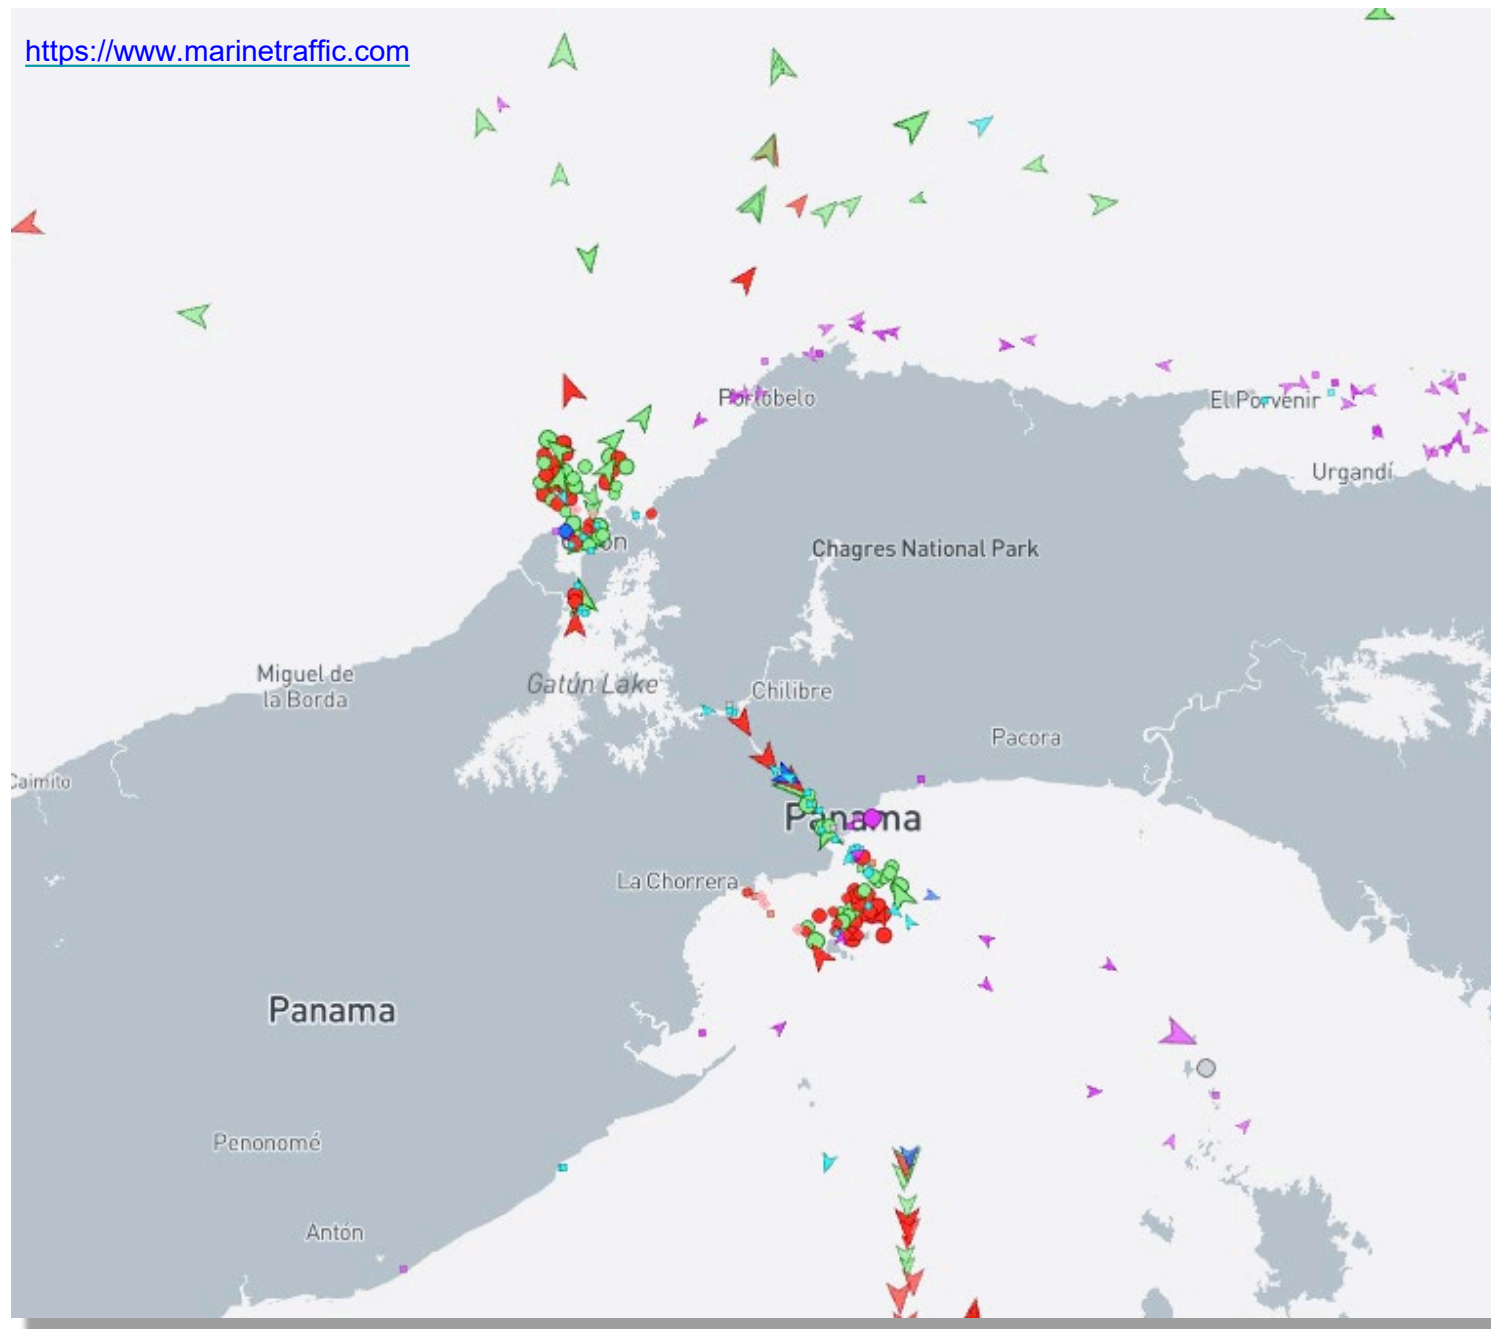 https://www.marinetraffic.com
Portobelo
El Porvenir
Urgandí
Colón
Chagres National Park
Miguel de
la Borda
Gatún Lake
Chilibre
Pacora
Caimito
Panama
La Chorrera
Panama
Penonomé
Antón